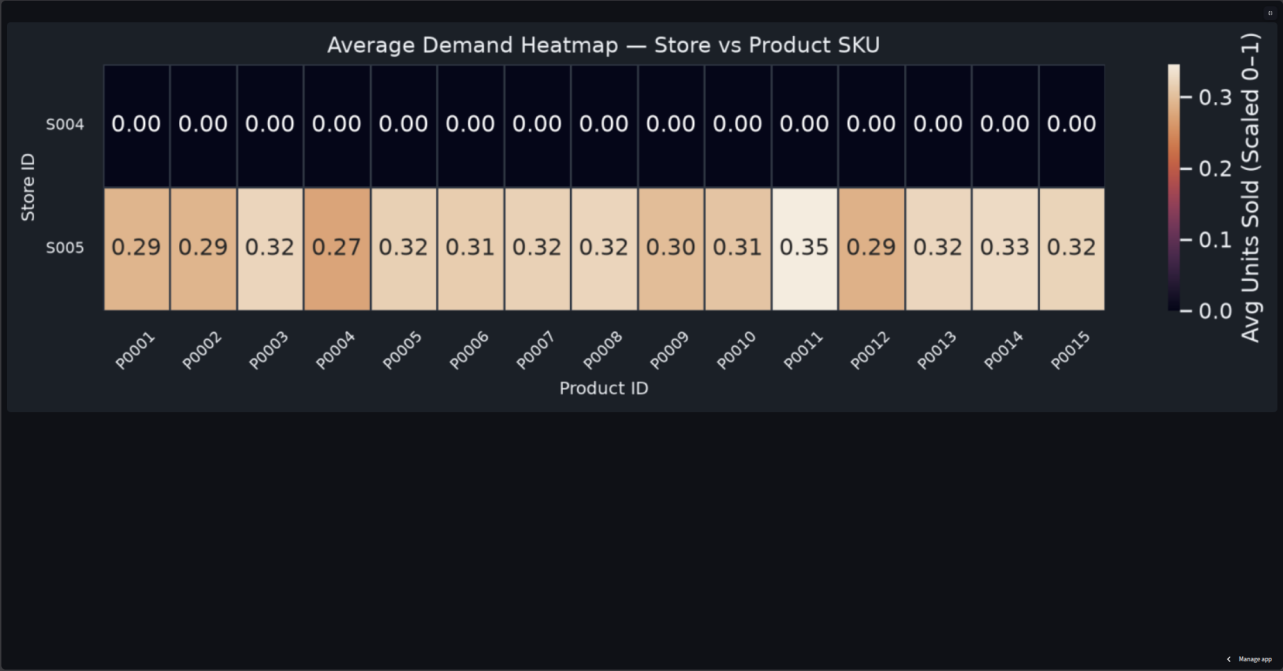 Average Demand Heatmap — Store vs Product SKU
Store ID
S004
0.00 0.00 0.00 0.00 0.00 0.00 0.00 0.00 0.00 0.00 0.00 0.00 0.00 0.00 0.00
S005
0.29 0.29 0.32 0.27 0.32 0.31 0.32 0.32 0.30 0.31 0.35 0.29 0.32 0.33 0.32
P0001 P0002 P0003 P0004 P0005 P0006 P0007 P0008 P0009 P0010 P0011 P0012 P0013 P0014 P0015
Product ID
0.3
0.2
0.1
0.0
Avg Units Sold (Scaled 0–1)
Manage app